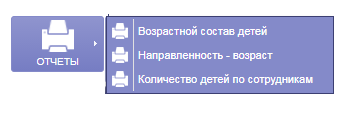 ОТЧЕТЫ
Возрастной состав детей
Направленность - возраст
Количество детей по сотрудникам